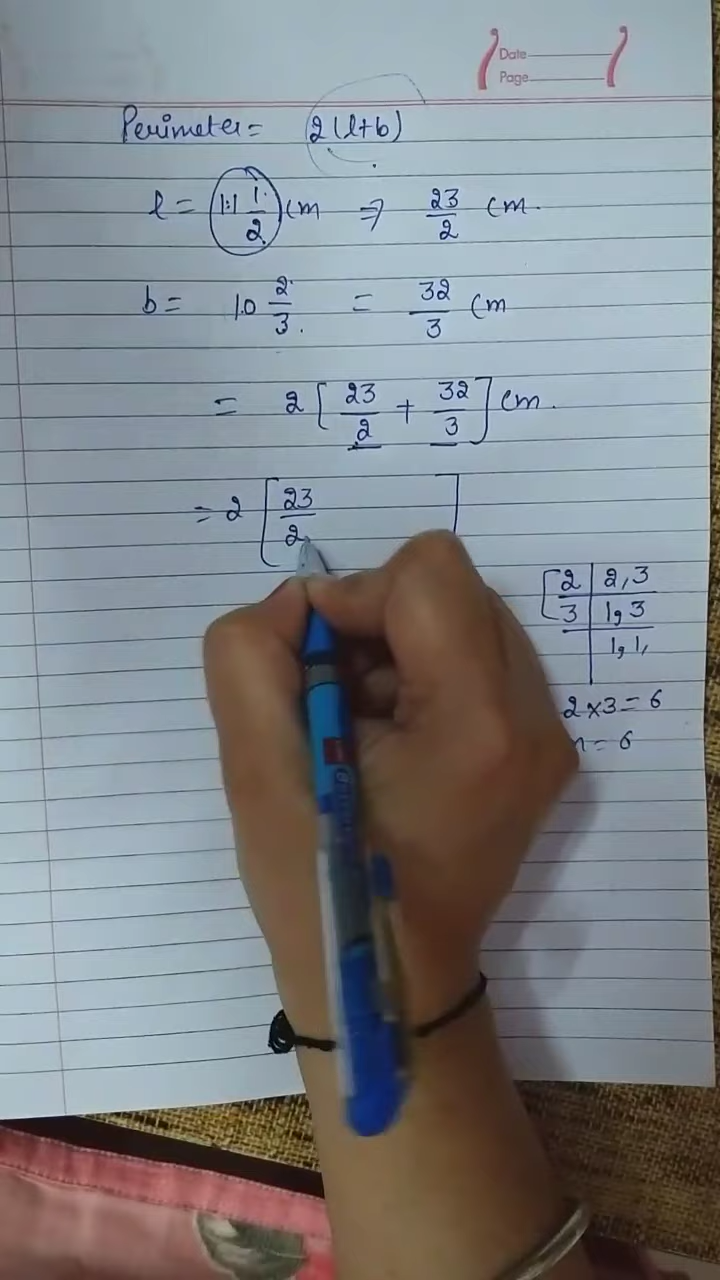 Date
Page
Perimeter = 2(l+b)
l = 11 1/2 cm ⇒ 23/2 cm.
b = 10 2/3 = 32/3 cm
= 2 [ 23/2 + 32/3 ] cm.
= 2 [ 23/2 ]
2 | 2, 3
3 | 1, 3
| 1, 1,
2 × 3 = 6
= 6